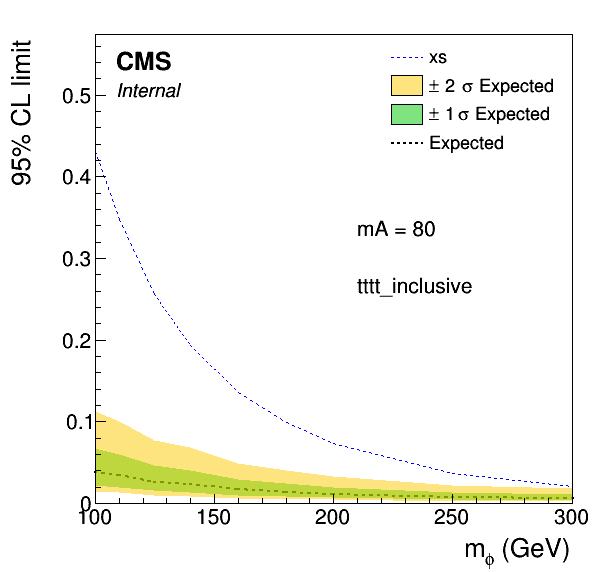 CMS
Internal
xs
± 2 σ Expected
± 1 σ Expected
Expected
mA = 80
tttt_inclusive
95% CL limit
0.5
0.4
0.3
0.2
0.1
0
100 150 200 250 300
mϕ (GeV)